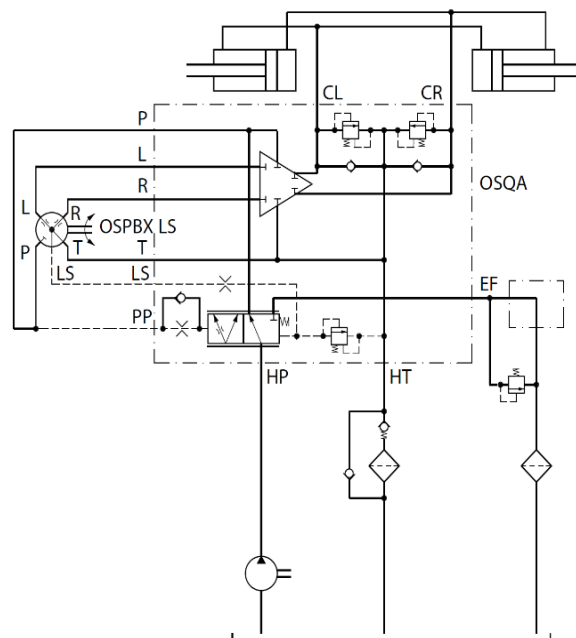 CL CR
P
L
OSQA
R
L R OSPBX LS
P T T
LS LS
EF
PP
HP HT